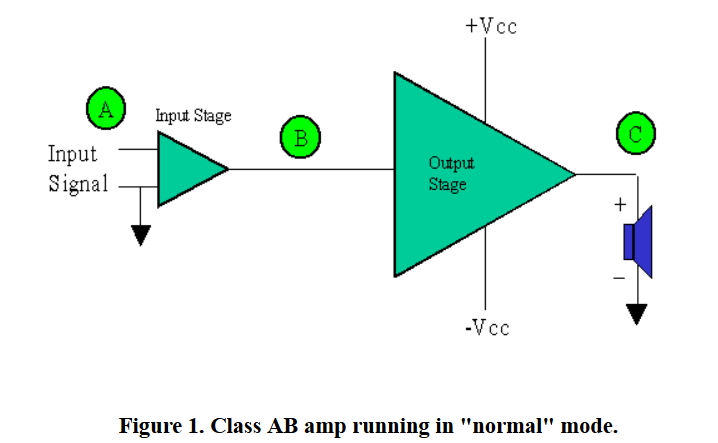 +Vcc
A
Input Stage
B
C
Input
Signal
Output
Stage
+
−
-Vcc
Figure 1. Class AB amp running in "normal" mode.